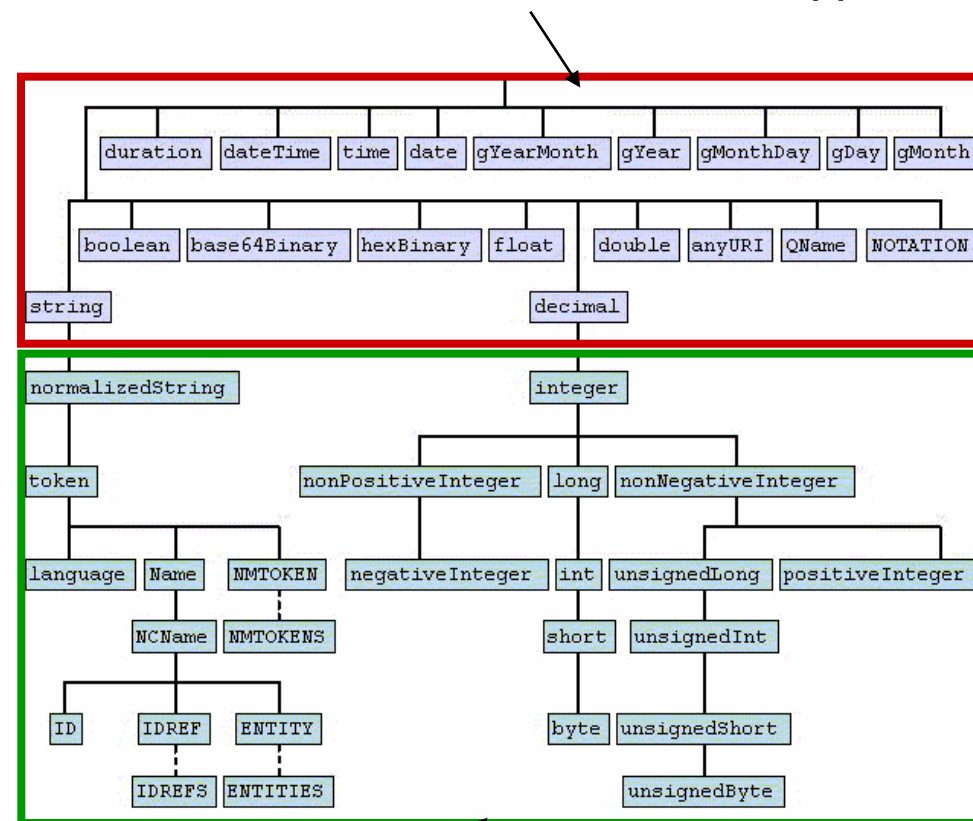 duration dateTime time date gYearMonth gYear gMonthDay gDay gMonth
boolean base64Binary hexBinary float double anyURI QName NOTATION
string decimal
normalizedString integer
token nonPositiveInteger long nonNegativeInteger
language Name NMTOKEN negativeInteger int unsignedLong positiveInteger
NCName NMTOKENS short unsignedInt
ID IDREF ENTITY byte unsignedShort
IDREFS ENTITIES unsignedByte